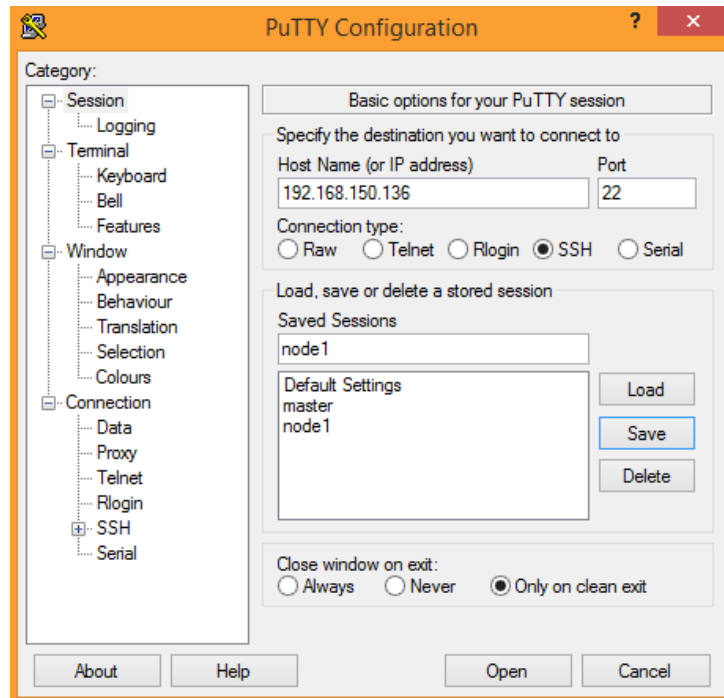 PuTTY Configuration ? ×
Category:
Session
Logging
Terminal
Keyboard
Bell
Features
Window
Appearance
Behaviour
Translation
Selection
Colours
Connection
Data
Proxy
Telnet
Rlogin
SSH
Serial
Basic options for your PuTTY session
Specify the destination you want to connect to
Host Name (or IP address) Port
192.168.150.136 22
Connection type:
Raw Telnet Rlogin SSH Serial
Load, save or delete a stored session
Saved Sessions
node1
Default Settings
master
node1
Load
Save
Delete
Close window on exit:
Always Never Only on clean exit
About Help Open Cancel